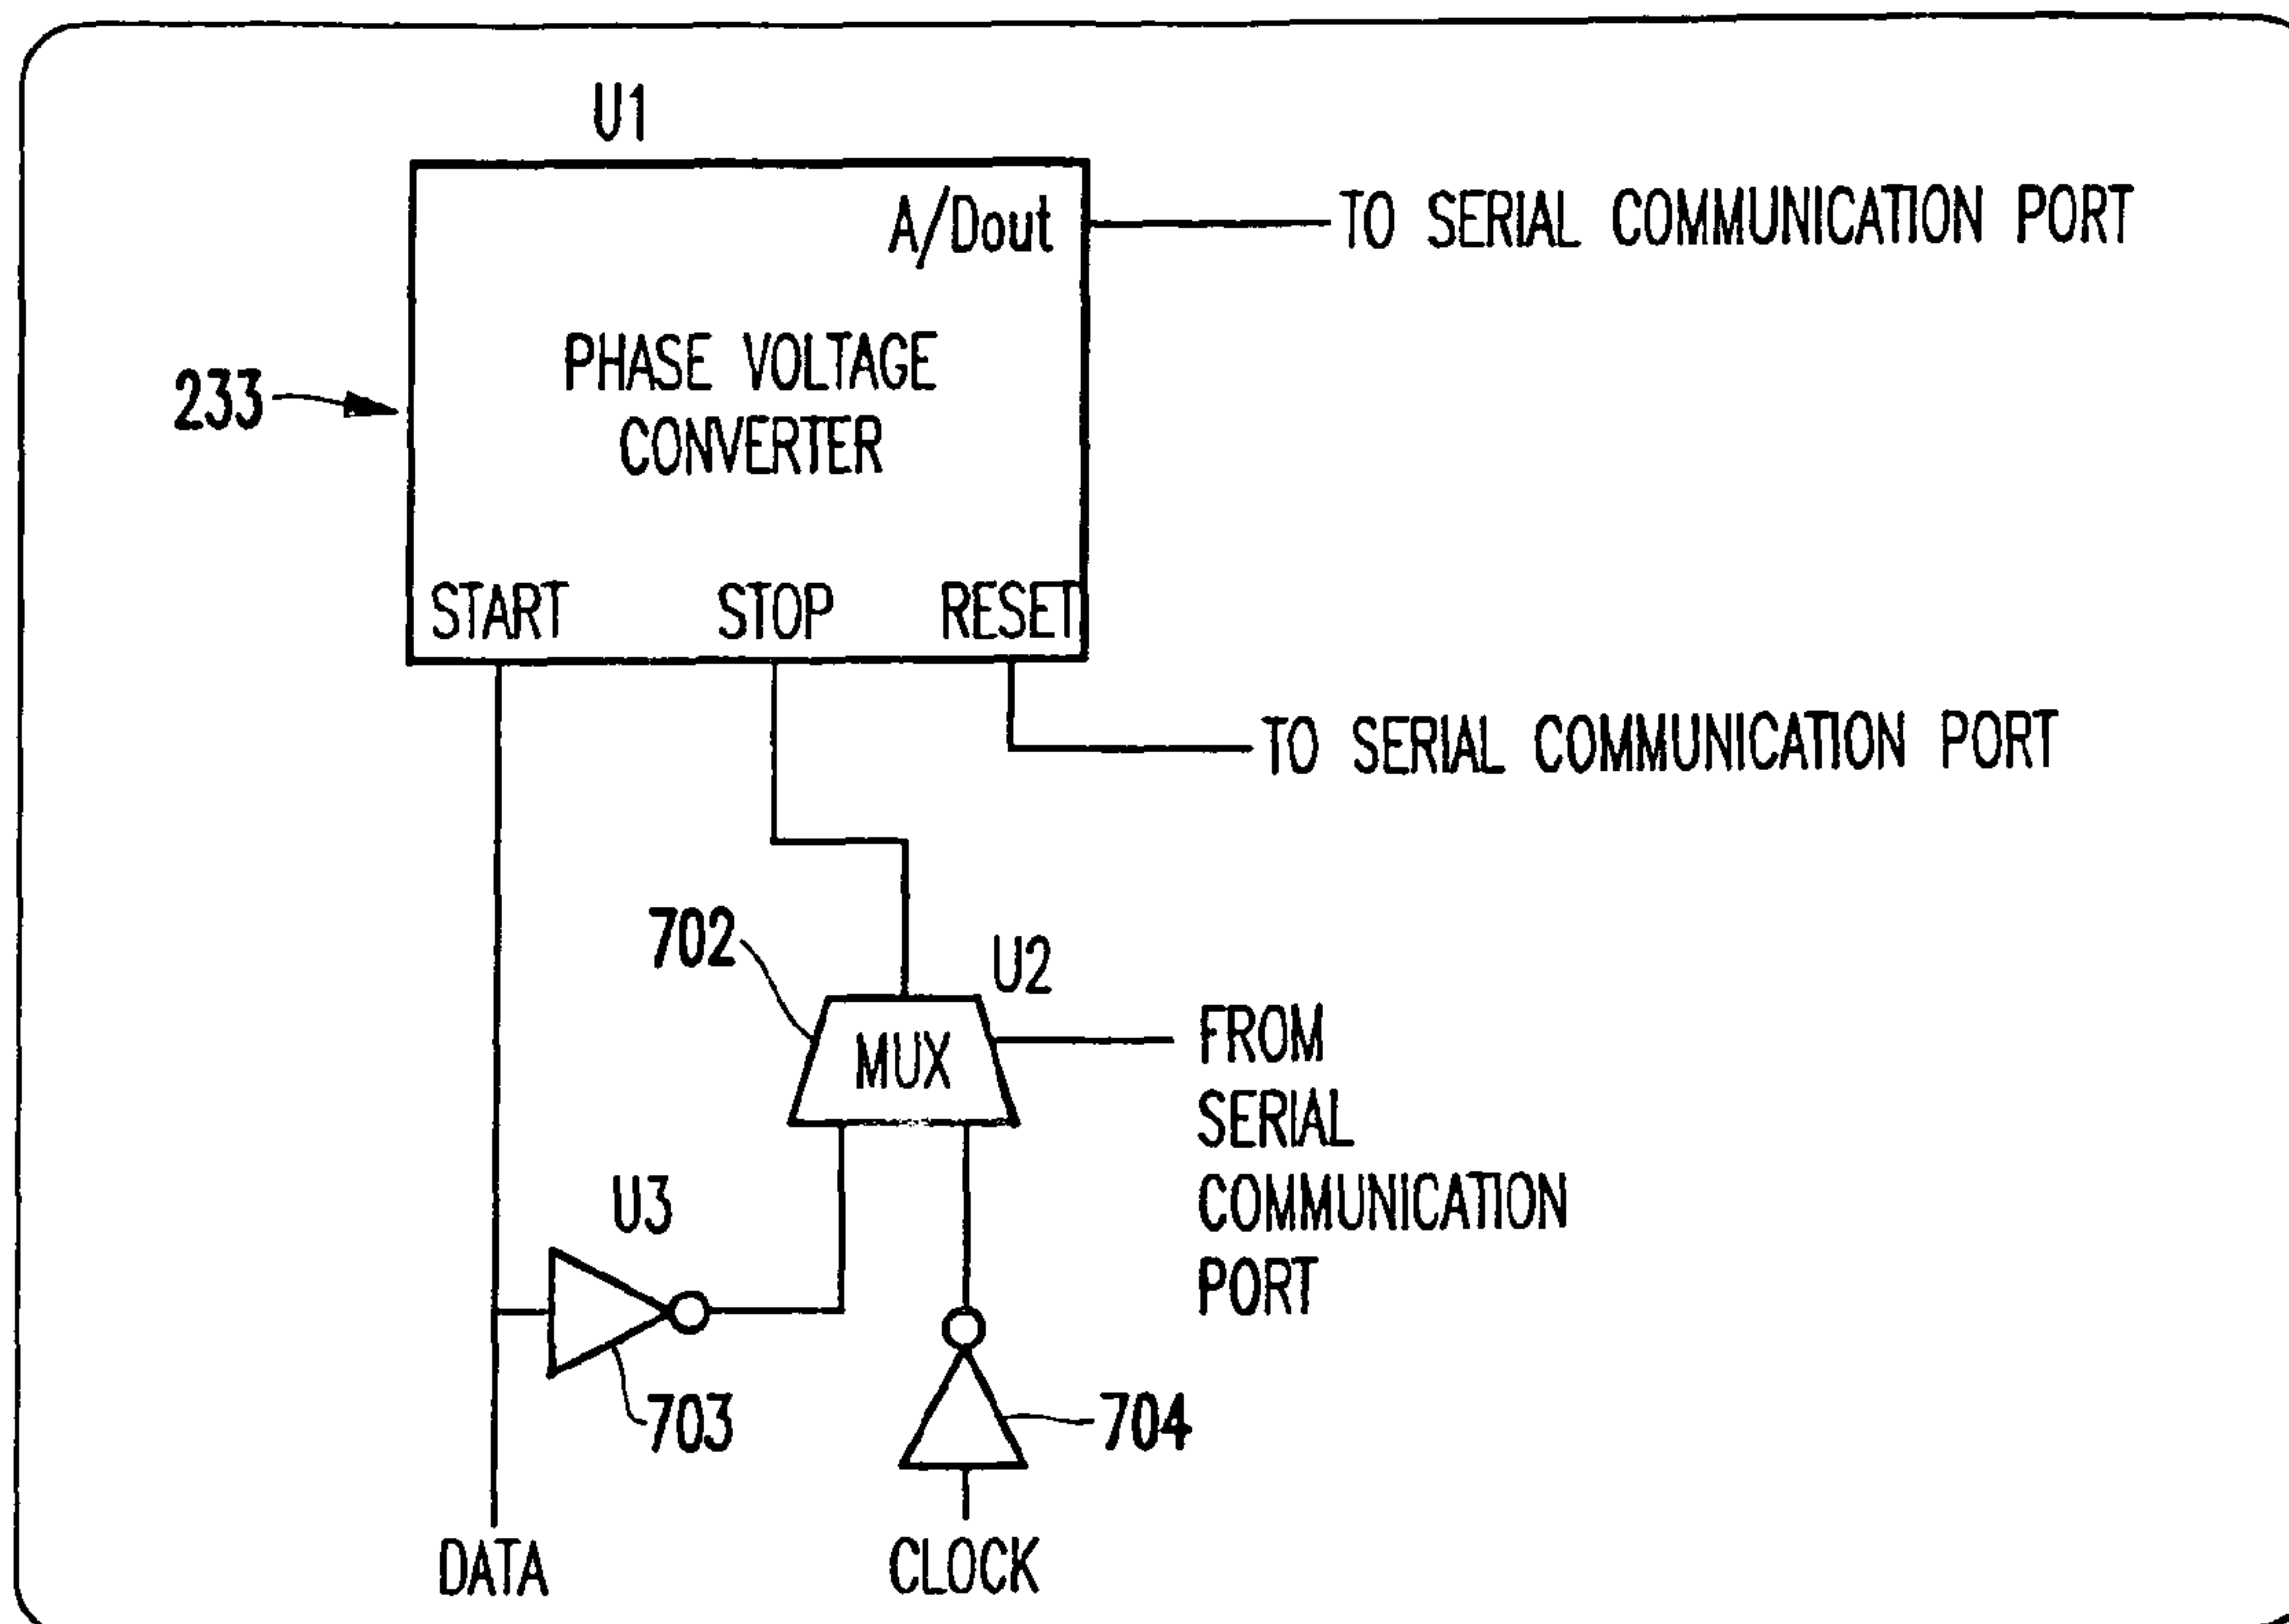 U1
A/Dout
TO SERIAL COMMUNICATION PORT
PHASE VOLTAGE
CONVERTER
233
START
STOP
RESET
TO SERIAL COMMUNICATION PORT
702
U2
MUX
FROM
SERIAL
COMMUNICATION
PORT
U3
703
704
DATA
CLOCK